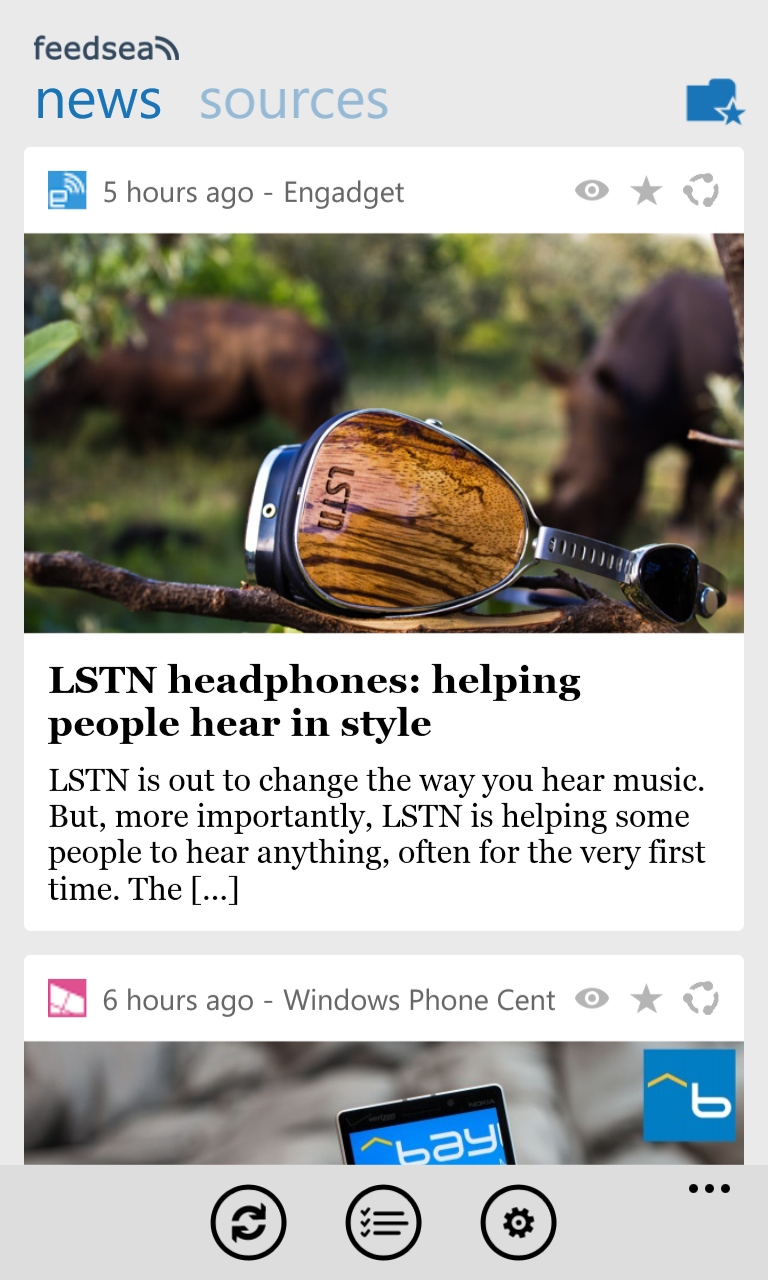 feedsea
news sources
5 hours ago - Engadget
LSTN
LSTN headphones: helping
people hear in style
LSTN is out to change the way you hear music.
But, more importantly, LSTN is helping some
people to hear anything, often for the very first
time. The [...]
6 hours ago - Windows Phone Cent
b
verizon
NOKIA
bay